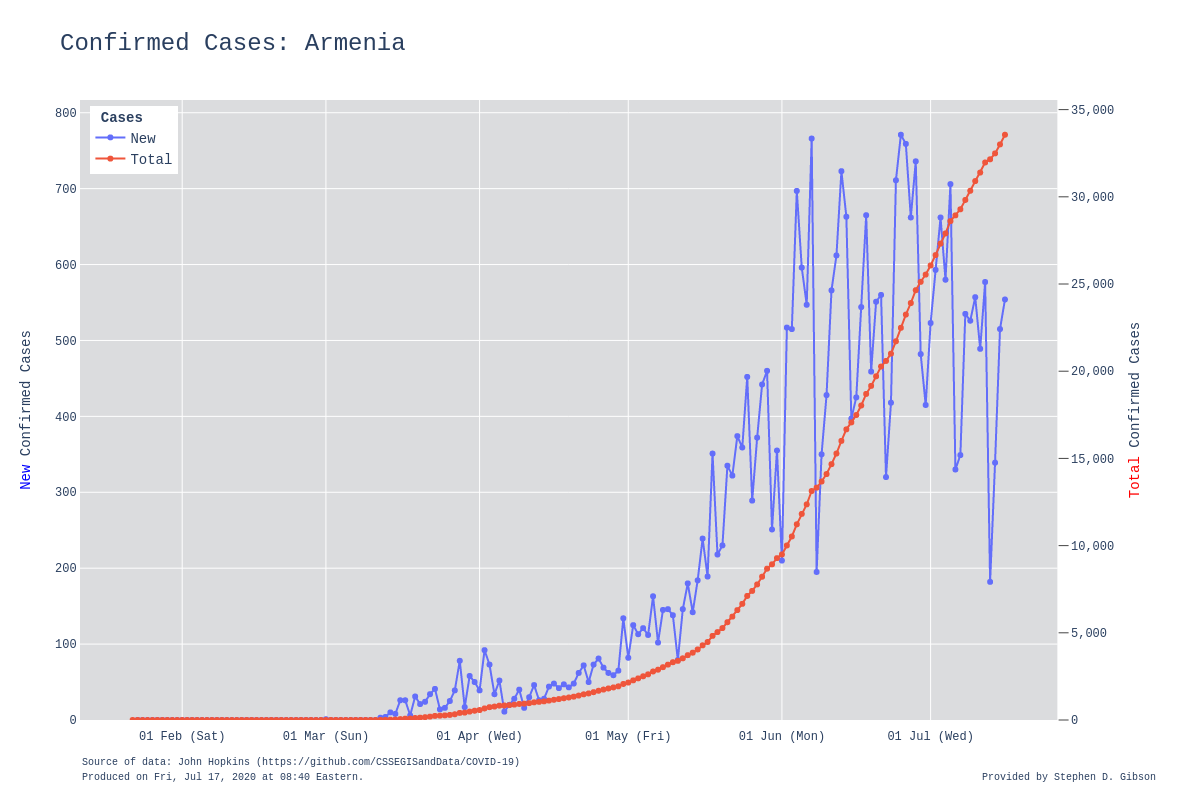 Confirmed Cases: Armenia
Cases
New
Total
800
700
600
500
400
300
200
100
0
New Confirmed Cases
35,000
30,000
25,000
20,000
15,000
10,000
5,000
0
Total Confirmed Cases
01 Feb (Sat) 01 Mar (Sun) 01 Apr (Wed) 01 May (Fri) 01 Jun (Mon) 01 Jul (Wed)
Source of data: John Hopkins (https://github.com/CSSEGISandData/COVID-19)
Produced on Fri, Jul 17, 2020 at 08:40 Eastern.
Provided by Stephen D. Gibson